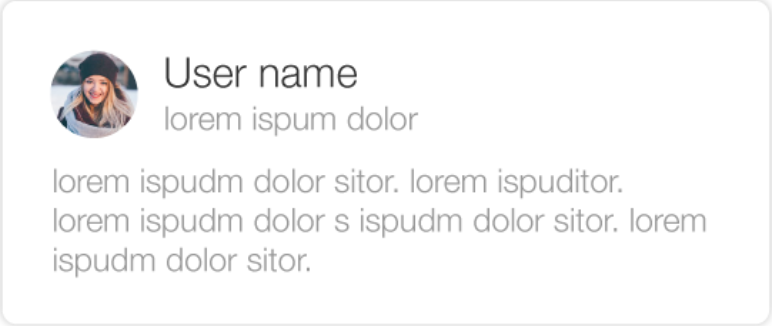 User name
lorem ispum dolor
lorem ispudm dolor sitor. lorem ispuditor.
lorem ispudm dolor s ispudm dolor sitor. lorem
ispudm dolor sitor.